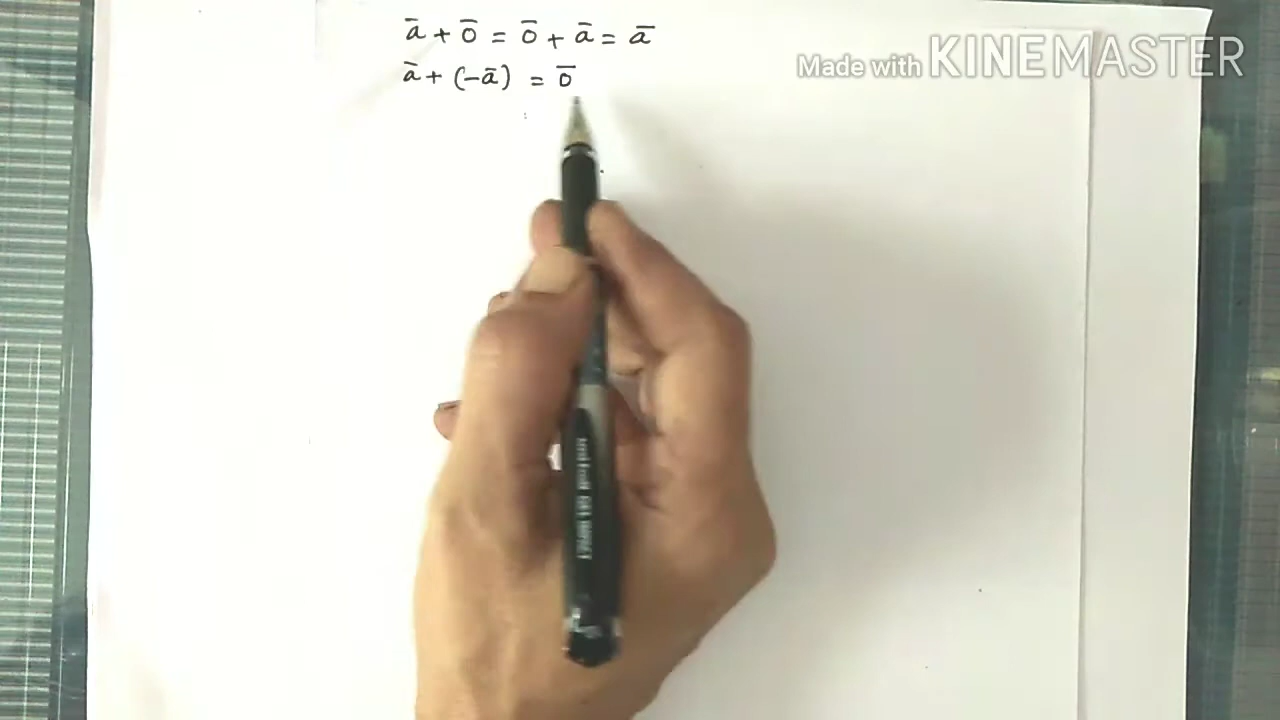 ā + ō = ō + ā = ā
ā + (-ā) = ō
Made with KINEMASTER